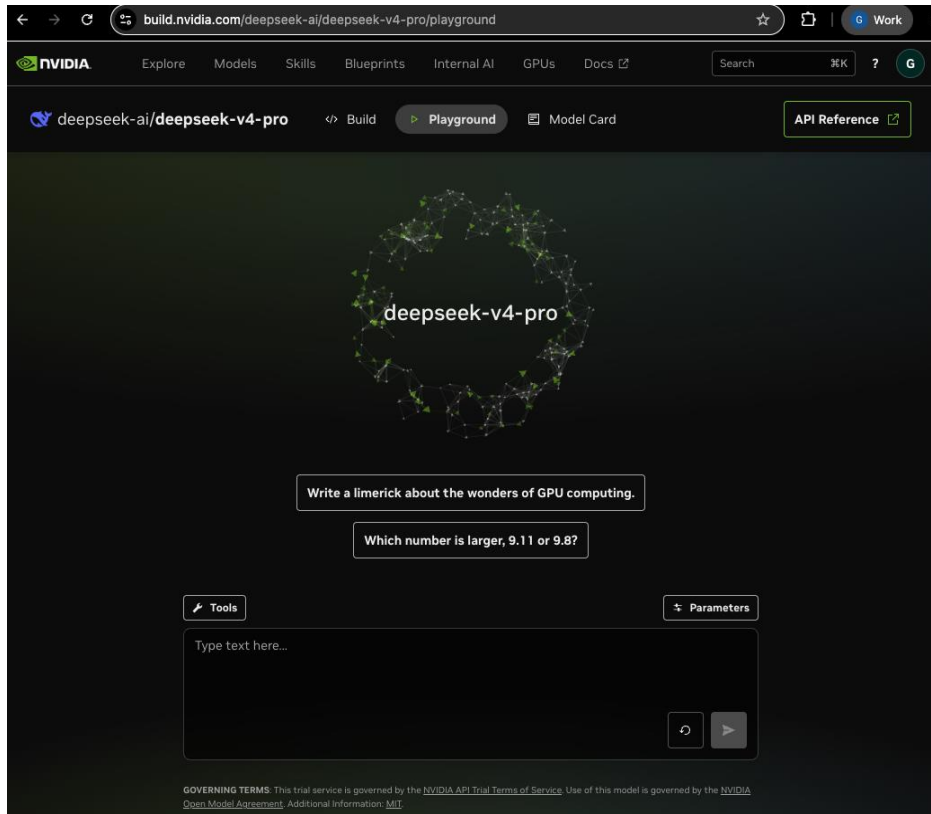 build.nvidia.com/deepseek-ai/deepseek-v4-pro/playground
G Work
NVIDIA. Explore Models Skills Blueprints Internal AI GPUs Docs Search ⌘K ? G
deepseek-ai/deepseek-v4-pro </> Build Playground Model Card API Reference
deepseek-v4-pro
Write a limerick about the wonders of GPU computing.
Which number is larger, 9.11 or 9.8?
Tools Parameters
Type text here...
GOVERNING TERMS: This trial service is governed by the NVIDIA API Trial Terms of Service. Use of this model is governed by the NVIDIA
Open Model Agreement. Additional Information: MIT.